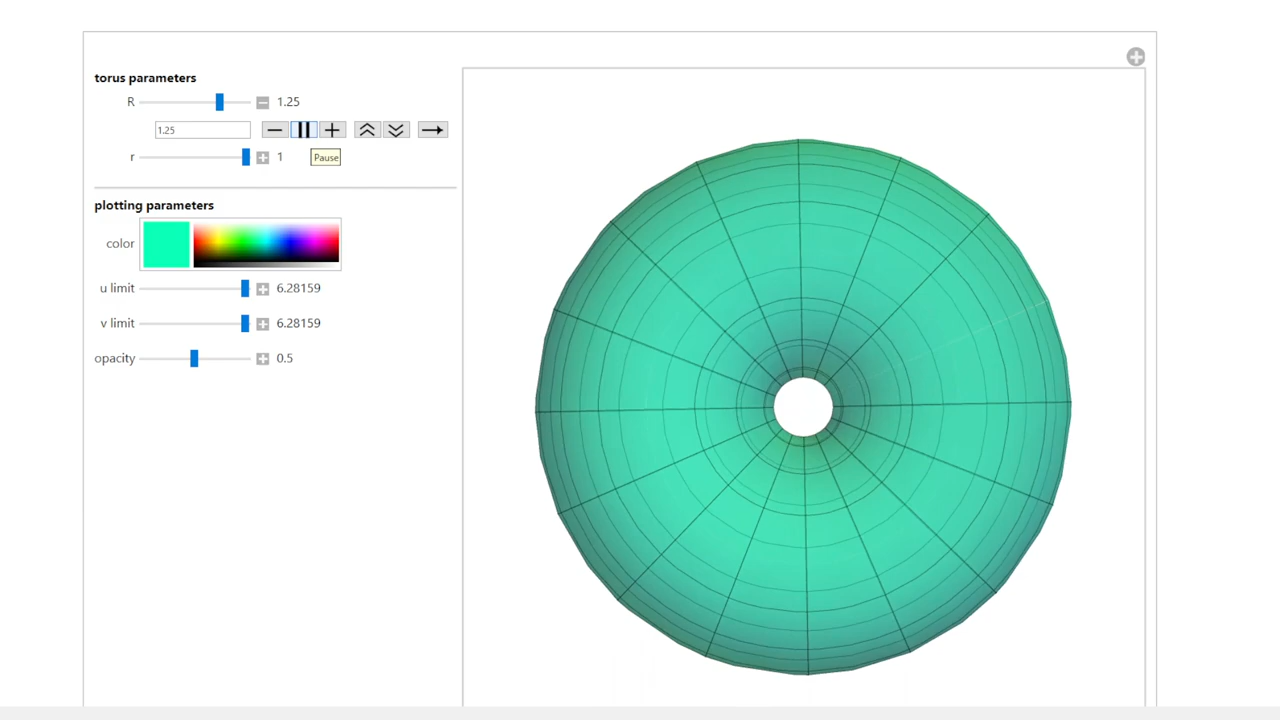 torus parameters
R 1.25
1.25
r 1
Pause
plotting parameters
color
u limit 6.28159
v limit 6.28159
opacity 0.5